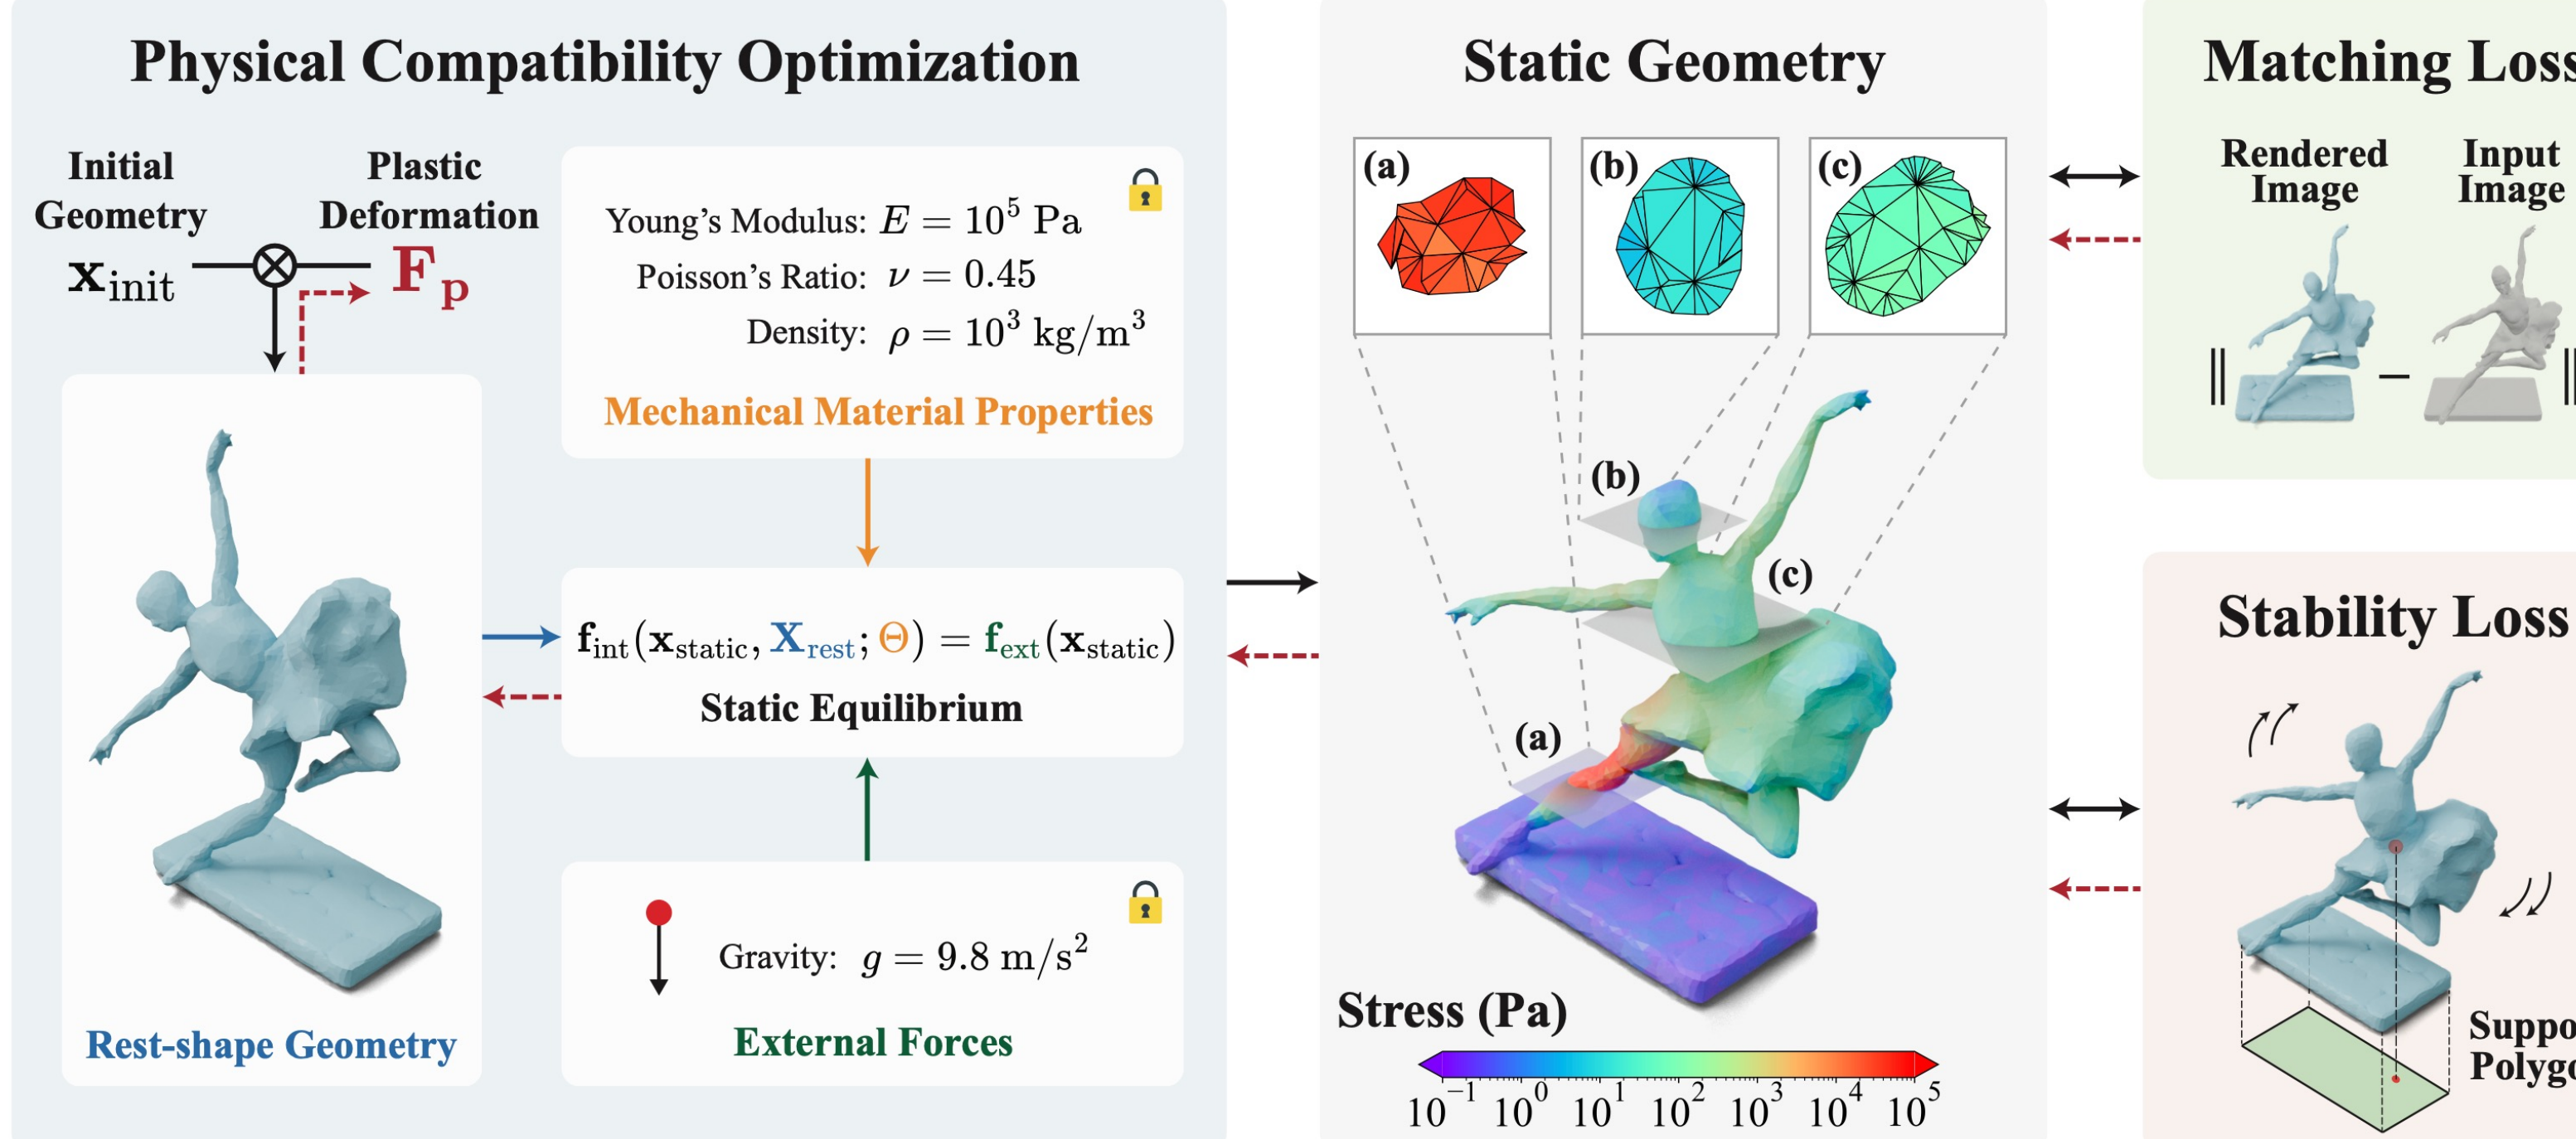 Physical Compatibility Optimization
Initial
Geometry
x_init
Plastic
Deformation
F_p
Young's Modulus: E = 10^5 Pa
Poisson's Ratio: ν = 0.45
Density: ρ = 10^3 kg/m^3
Mechanical Material Properties
f_int(x_static, X_rest; Θ) = f_ext(x_static)
Static Equilibrium
Gravity: g = 9.8 m/s^2
External Forces
Rest-shape Geometry
Static Geometry
(a)
(b)
(c)
(b)
(c)
(a)
Stress (Pa)
10^−1 10^0 10^1 10^2 10^3 10^4 10^5
Matching Loss
Rendered
Image
Input
Image
‖ − ‖
Stability Loss